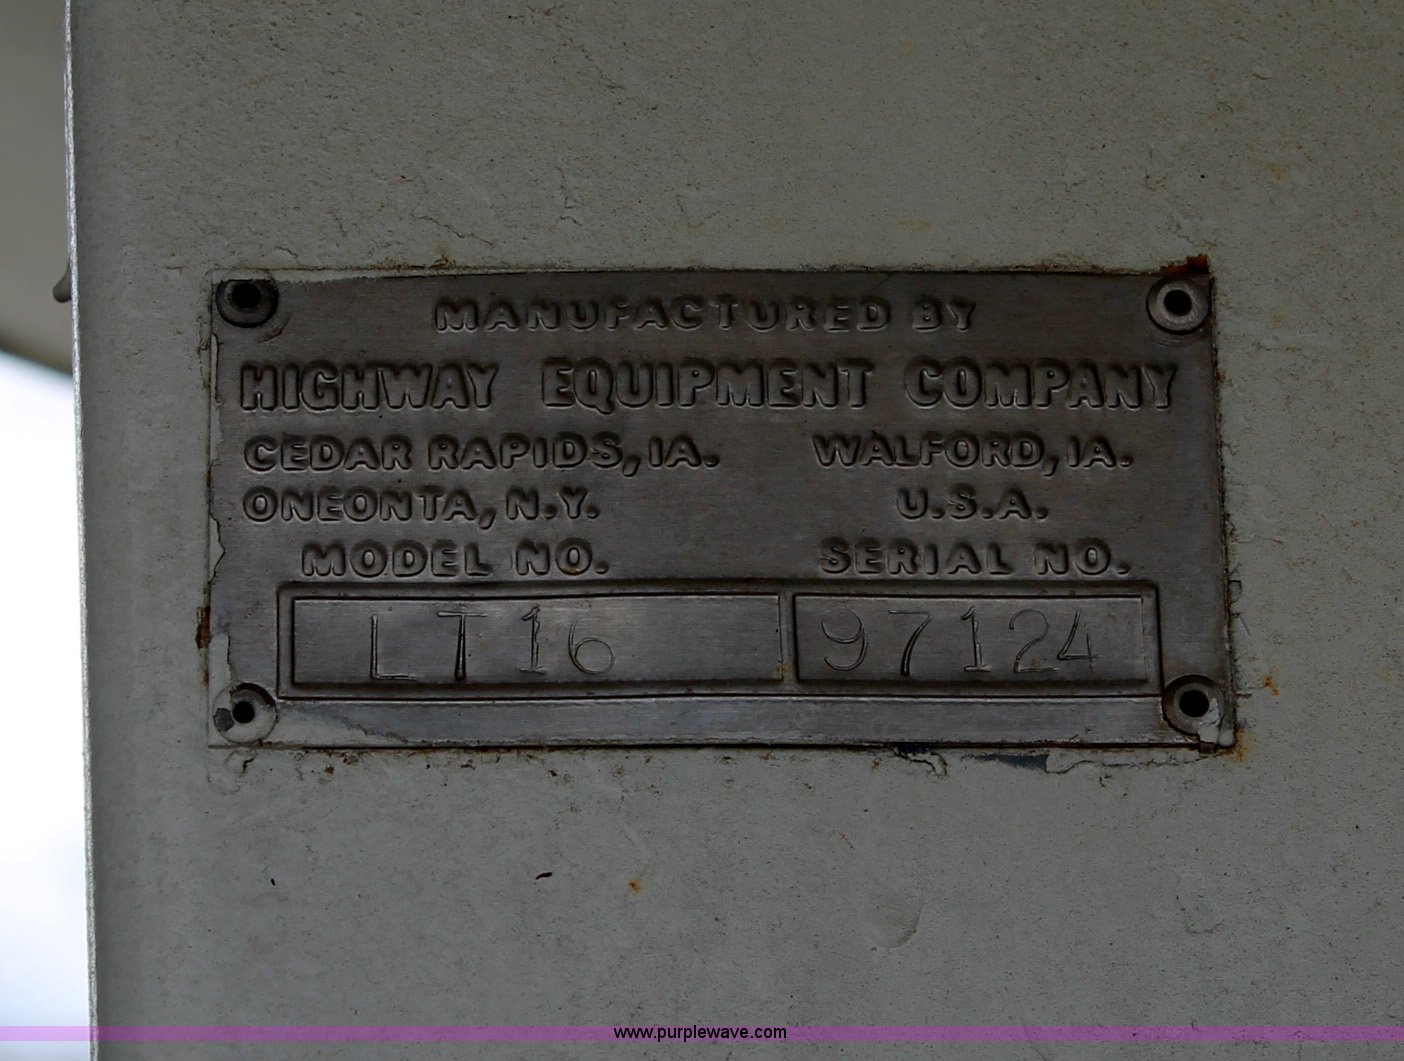 MANUFACTURED BY
HIGHWAY EQUIPMENT COMPANY
CEDAR RAPIDS, IA. WALFORD, IA.
ONEONTA, N.Y. U.S.A.
MODEL NO. SERIAL NO.
LT16 97124
www.purplewave.com